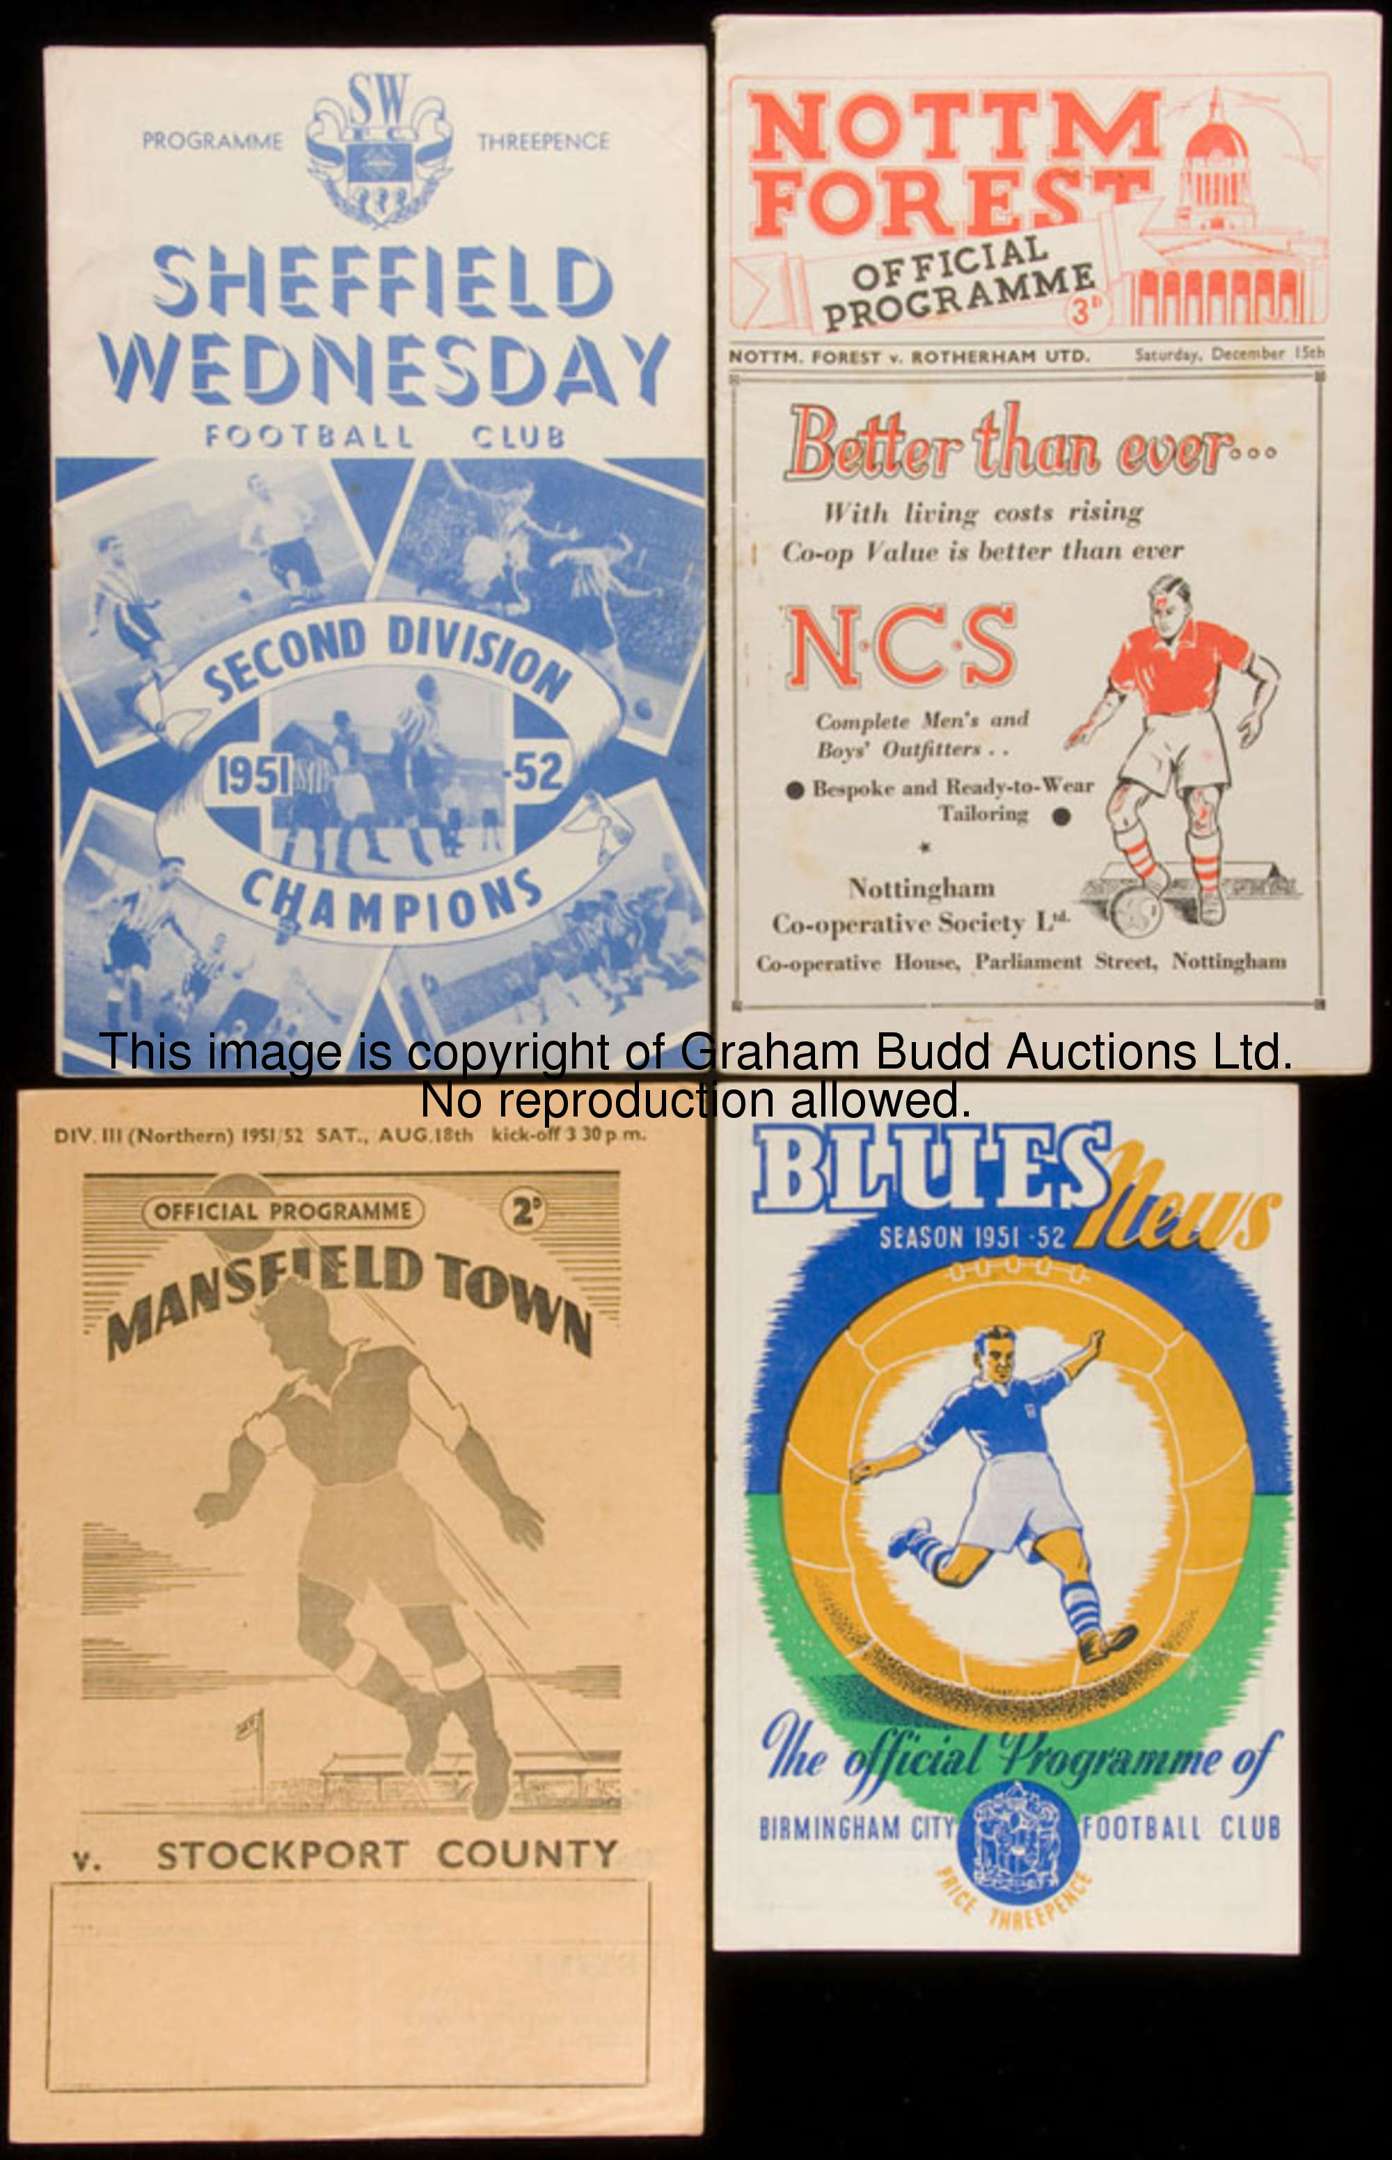 SW
F.C.
PROGRAMME
THREEPENCE
SHEFFIELD
WEDNESDAY
FOOTBALL CLUB
SECOND DIVISION
1951 -52
CHAMPIONS
NOTTM
FOREST
OFFICIAL
PROGRAMME
3D
NOTTM. FOREST v. ROTHERHAM UTD. Saturday, December 15th
Better than ever...
With living costs rising
Co-op Value is better than ever
N·C·S
Complete Men's and
Boys' Outfitters . .
● Bespoke and Ready-to-Wear
Tailoring ●
*
Nottingham
Co-operative Society Ltd.
Co-operative House, Parliament Street, Nottingham
This image is copyright of Graham Budd Auctions Ltd.
No reproduction allowed.
DIV. III (Northern) 1951/52 SAT., AUG.18th kick-off 3 30 p.m.
OFFICIAL PROGRAMME
2D
MANSFIELD TOWN
v. STOCKPORT COUNTY
BLUES News
SEASON 1951-52
The official Programme of
BIRMINGHAM CITY FOOTBALL CLUB
PRICE THREEPENCE